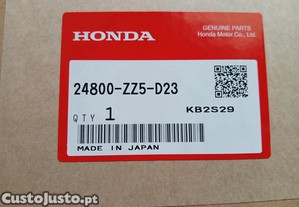 HONDA
GENUINE PARTS
Honda Motor Co., Ltd.
24800-ZZ5-D23
QTY 1
KB2S29
MADE IN JAPAN
CustoJusto.pt